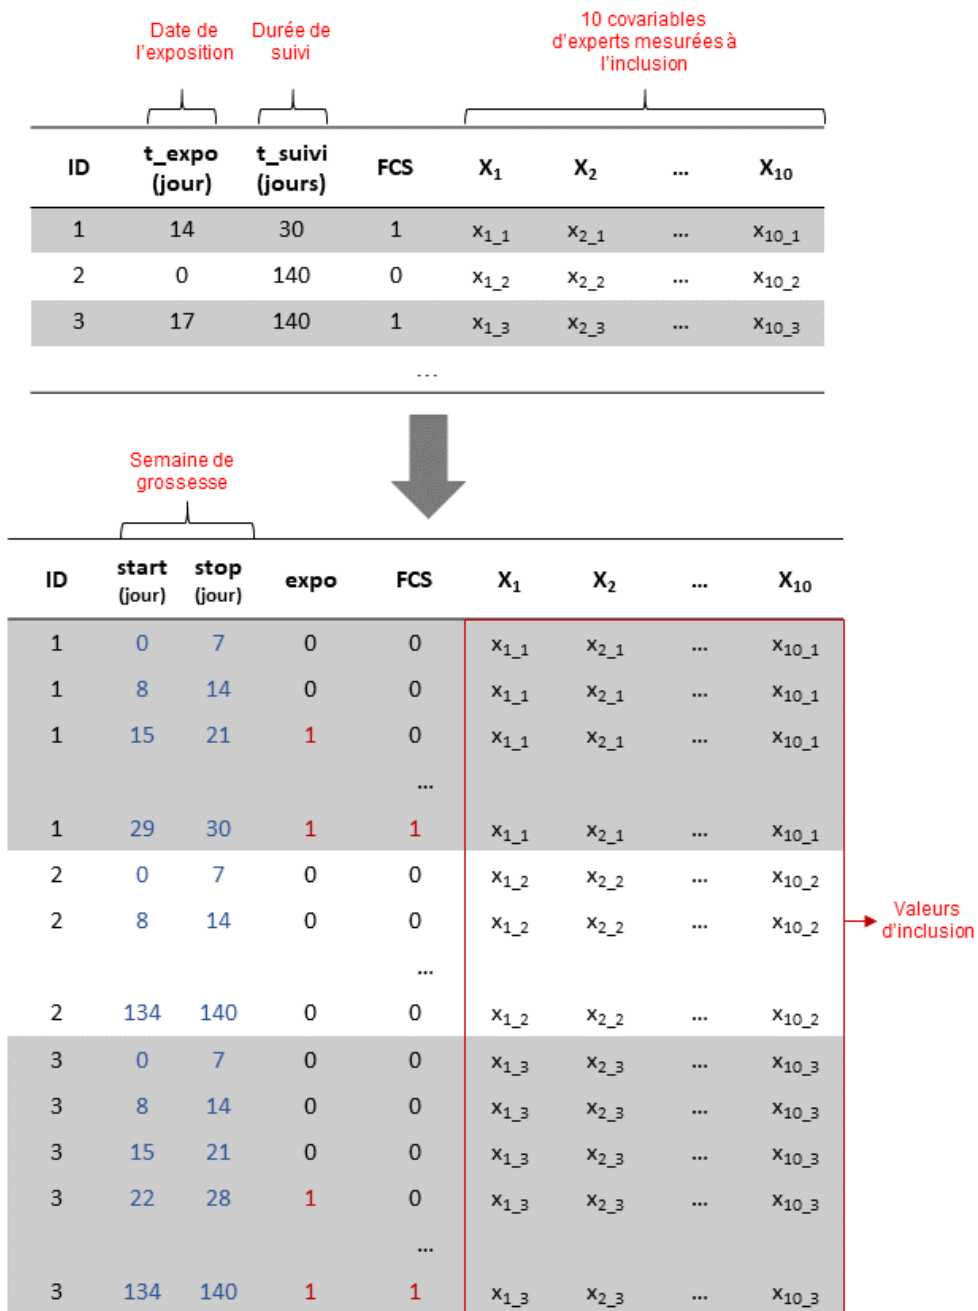 Date de
l'exposition
Durée de
suivi
10 covariables
d'experts mesurées à
l'inclusion
ID t_expo (jour) t_suivi (jours) FCS X₁ X₂ ... X₁₀
1 14 30 1 x₁_₁ x₂_₁ ... x₁₀_₁
2 0 140 0 x₁_₂ x₂_₂ ... x₁₀_₂
3 17 140 1 x₁_₃ x₂_₃ ... x₁₀_₃
...
Semaine de
grossesse
ID start (jour) stop (jour) expo FCS X₁ X₂ ... X₁₀
1 0 7 0 0 x₁_₁ x₂_₁ ... x₁₀_₁
1 8 14 0 0 x₁_₁ x₂_₁ ... x₁₀_₁
1 15 21 1 0 x₁_₁ x₂_₁ ... x₁₀_₁
...
1 29 30 1 1 x₁_₁ x₂_₁ ... x₁₀_₁
2 0 7 0 0 x₁_₂ x₂_₂ ... x₁₀_₂
2 8 14 0 0 x₁_₂ x₂_₂ ... x₁₀_₂
...
2 134 140 0 0 x₁_₂ x₂_₂ ... x₁₀_₂
3 0 7 0 0 x₁_₃ x₂_₃ ... x₁₀_₃
3 8 14 0 0 x₁_₃ x₂_₃ ... x₁₀_₃
3 15 21 0 0 x₁_₃ x₂_₃ ... x₁₀_₃
3 22 28 1 0 x₁_₃ x₂_₃ ... x₁₀_₃
...
3 134 140 1 1 x₁_₃ x₂_₃ ... x₁₀_₃
Valeurs
d'inclusion